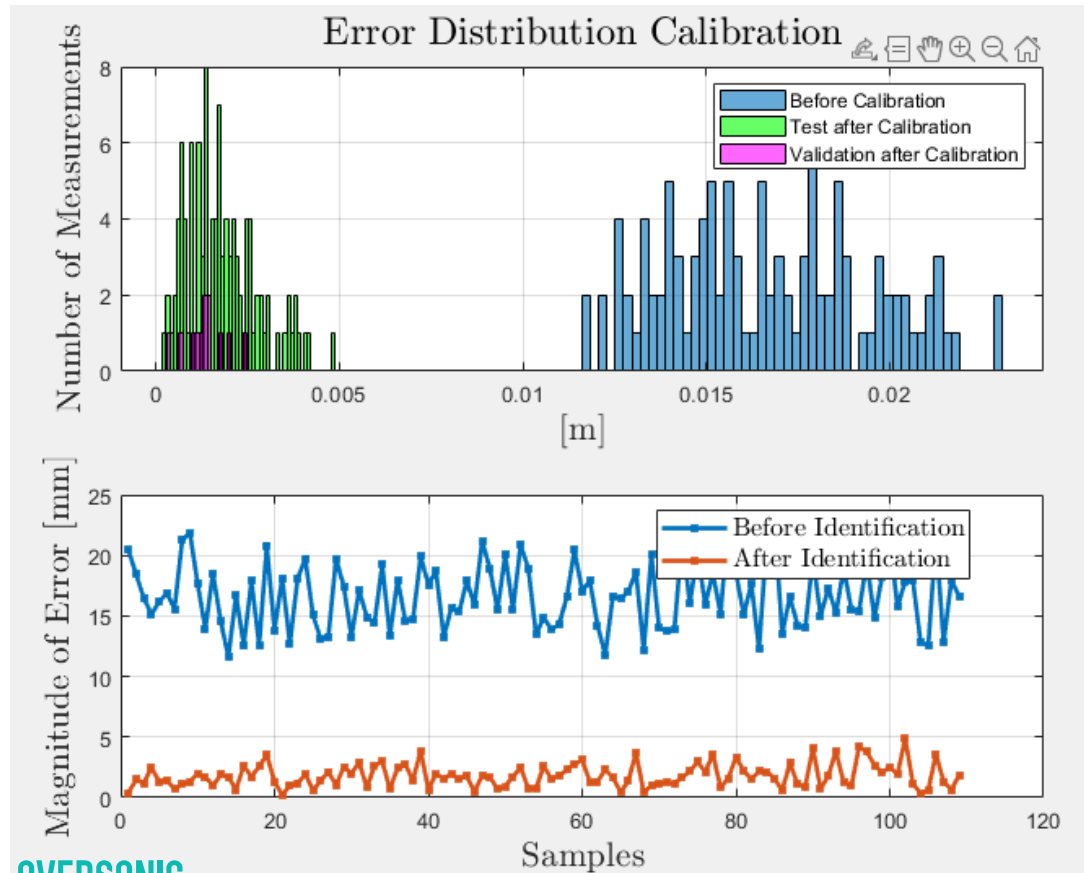 Error Distribution Calibration
Number of Measurements
8
6
4
2
0
Before Calibration
Test after Calibration
Validation after Calibration
0 0.005 0.01 0.015 0.02
[m]
Magnitude of Error [mm]
25
20
15
10
5
0
Before Identification
After Identification
0 20 40 60 80 100 120
Samples
OVERSONIC